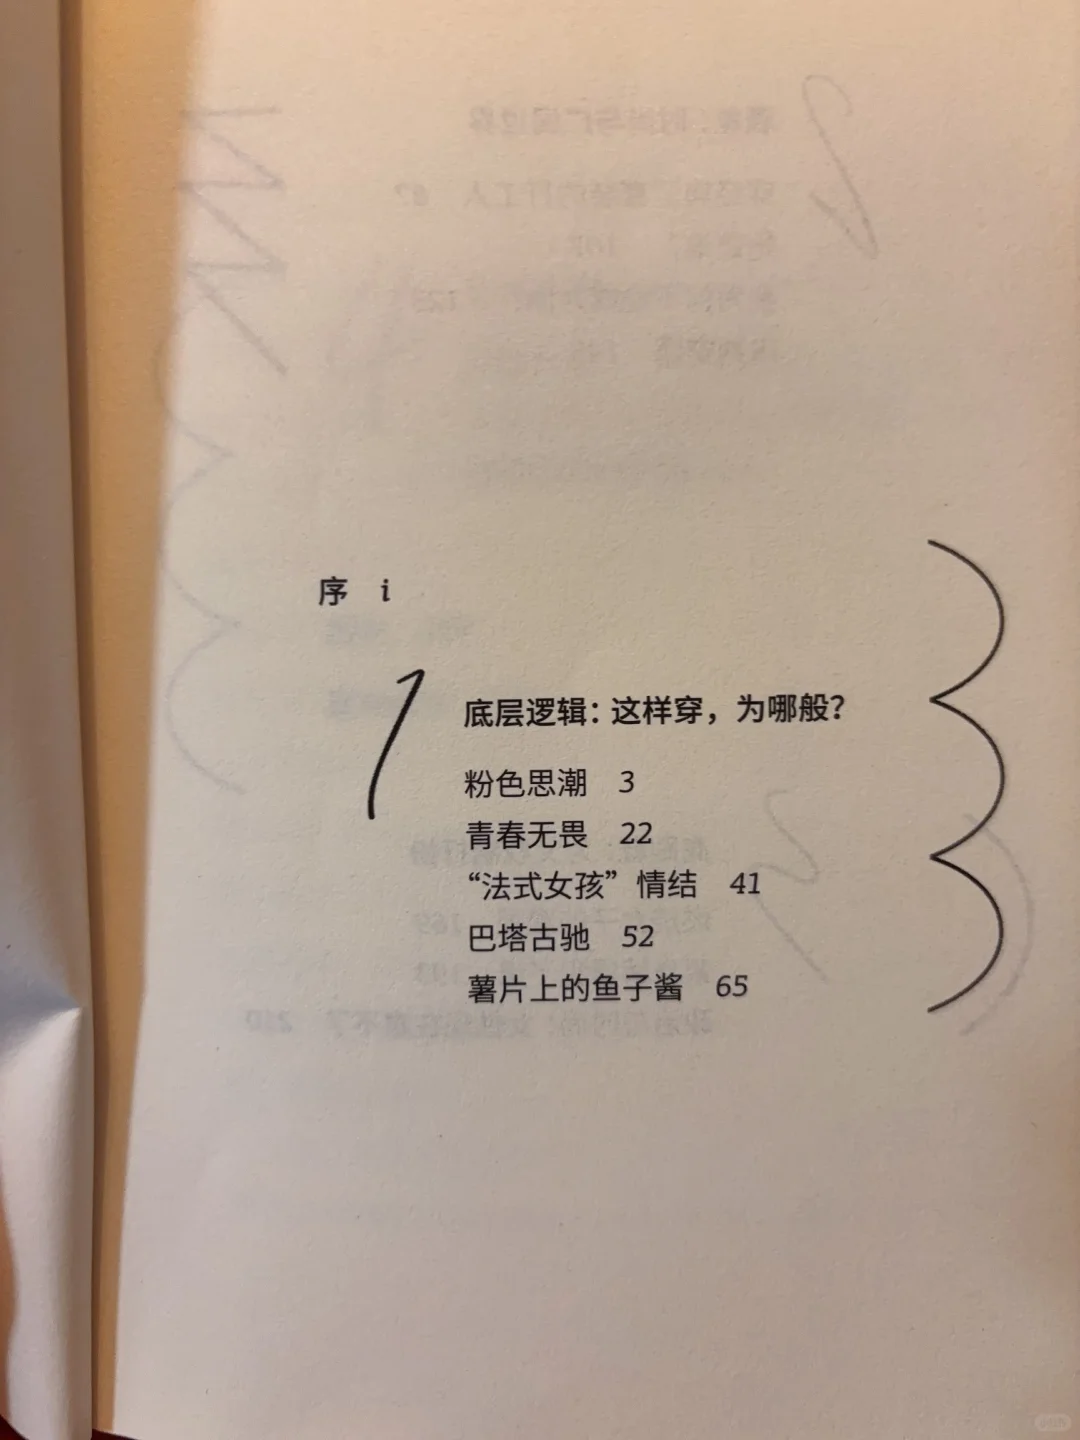 序 i
1
底层逻辑：这样穿，为哪般？
粉色思潮 3
青春无畏 22
“法式女孩”情结 41
巴塔古驰 52
薯片上的鱼子酱 65